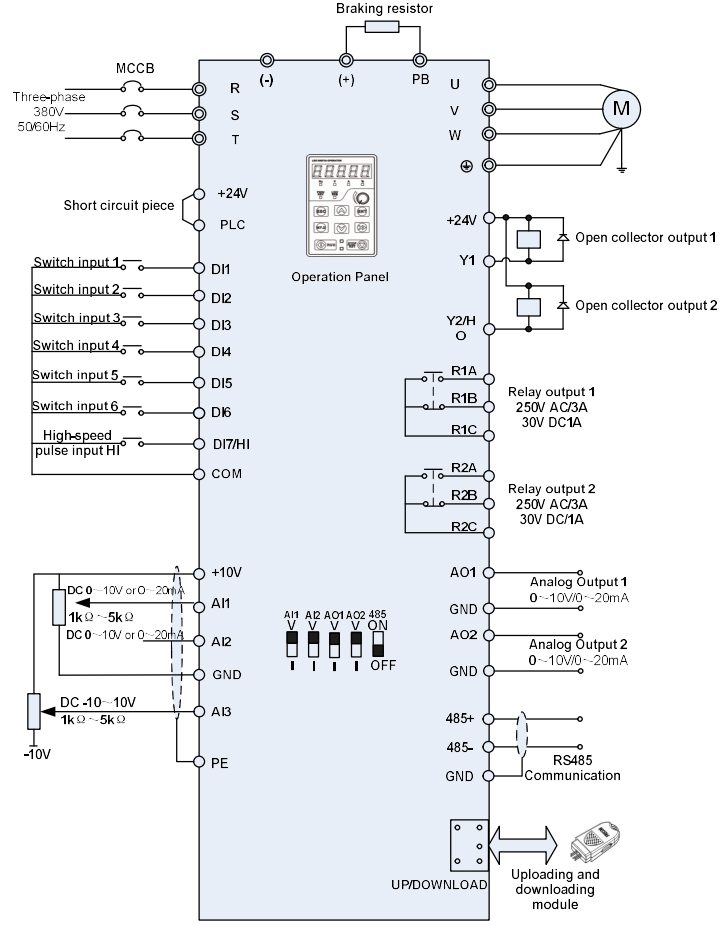 Braking resistor
MCCB
(-)
(+)
PB
Three-phase
380V
50/60Hz
R
S
T
U
V
W
M
Short circuit piece
+24V
PLC
Operation Panel
+24V
Y1
Open collector output 1
Y2/H
O
Open collector output 2
Switch input 1
DI1
Switch input 2
DI2
Switch input 3
DI3
Switch input 4
DI4
Switch input 5
DI5
Switch input 6
DI6
High-speed
pulse input HI
DI7/HI
COM
R1A
R1B
R1C
Relay output 1
250V AC/3A
30V DC1A
R2A
R2B
R2C
Relay output 2
250V AC/3A
30V DC/1A
+10V
DC 0~10V or 0~20mA
AI1
1kΩ~5kΩ
DC 0~10V or 0~20mA
AI2
GND
DC -10~10V
AI3
1kΩ~5kΩ
-10V
PE
AI1 AI2 AO1 AO2 485
V V V V ON
I I I I OFF
AO1
GND
Analog Output 1
0~10V/0~20mA
AO2
GND
Analog Output 2
0~10V/0~20mA
485+
485-
GND
RS485
Communication
UP/DOWNLOAD
Uploading and
downloading
module